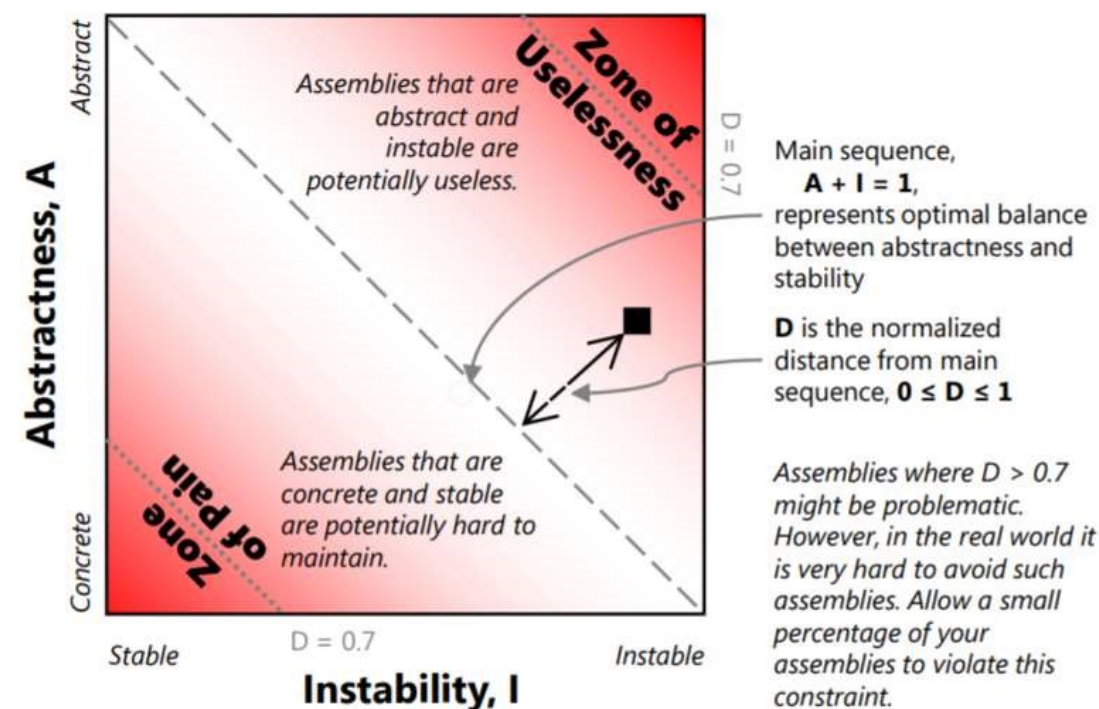 Abstract
Abstractness, A
Concrete
Assemblies that are
abstract and
instable are
potentially useless.
Zone of
Uselessness
D = 0.7
Assemblies that are
concrete and stable
are potentially hard to
maintain.
Zone
of Pain
D = 0.7
Stable
Instable
Instability, I
Main sequence,
A + I = 1,
represents optimal balance
between abstractness and
stability
D is the normalized
distance from main
sequence, 0 ≤ D ≤ 1
Assemblies where D > 0.7
might be problematic.
However, in the real world it
is very hard to avoid such
assemblies. Allow a small
percentage of your
assemblies to violate this
constraint.